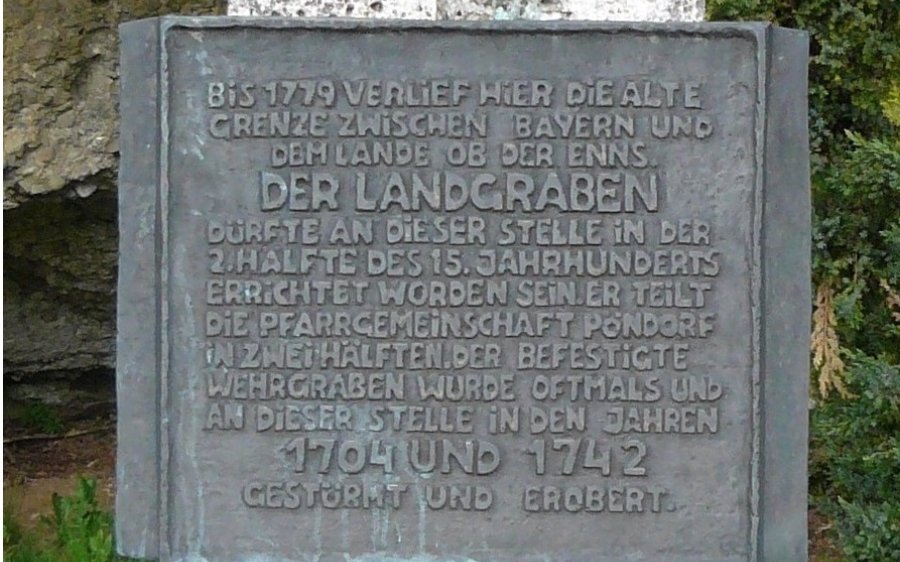 BIS 1779 VERLIEF HIER DIE ALTE
GRENZE ZWISCHEN BAYERN UND
DEM LANDE OB DER ENNS.
DER LANDGRABEN
DÜRFTE AN DIESER STELLE IN DER
2. HÄLFTE DES 15. JAHRHUNDERTS
ERRICHTET WORDEN SEIN. ER TEILT
DIE PFARRGEMEINSCHAFT PÖNDORF
IN ZWEI HÄLFTEN. DER BEFESTIGTE
WEHRGRABEN WURDE OFTMALS UND
AN DIESER STELLE IN DEN JAHREN
1704 UND 1742
GESTÜRMT UND EROBERT.